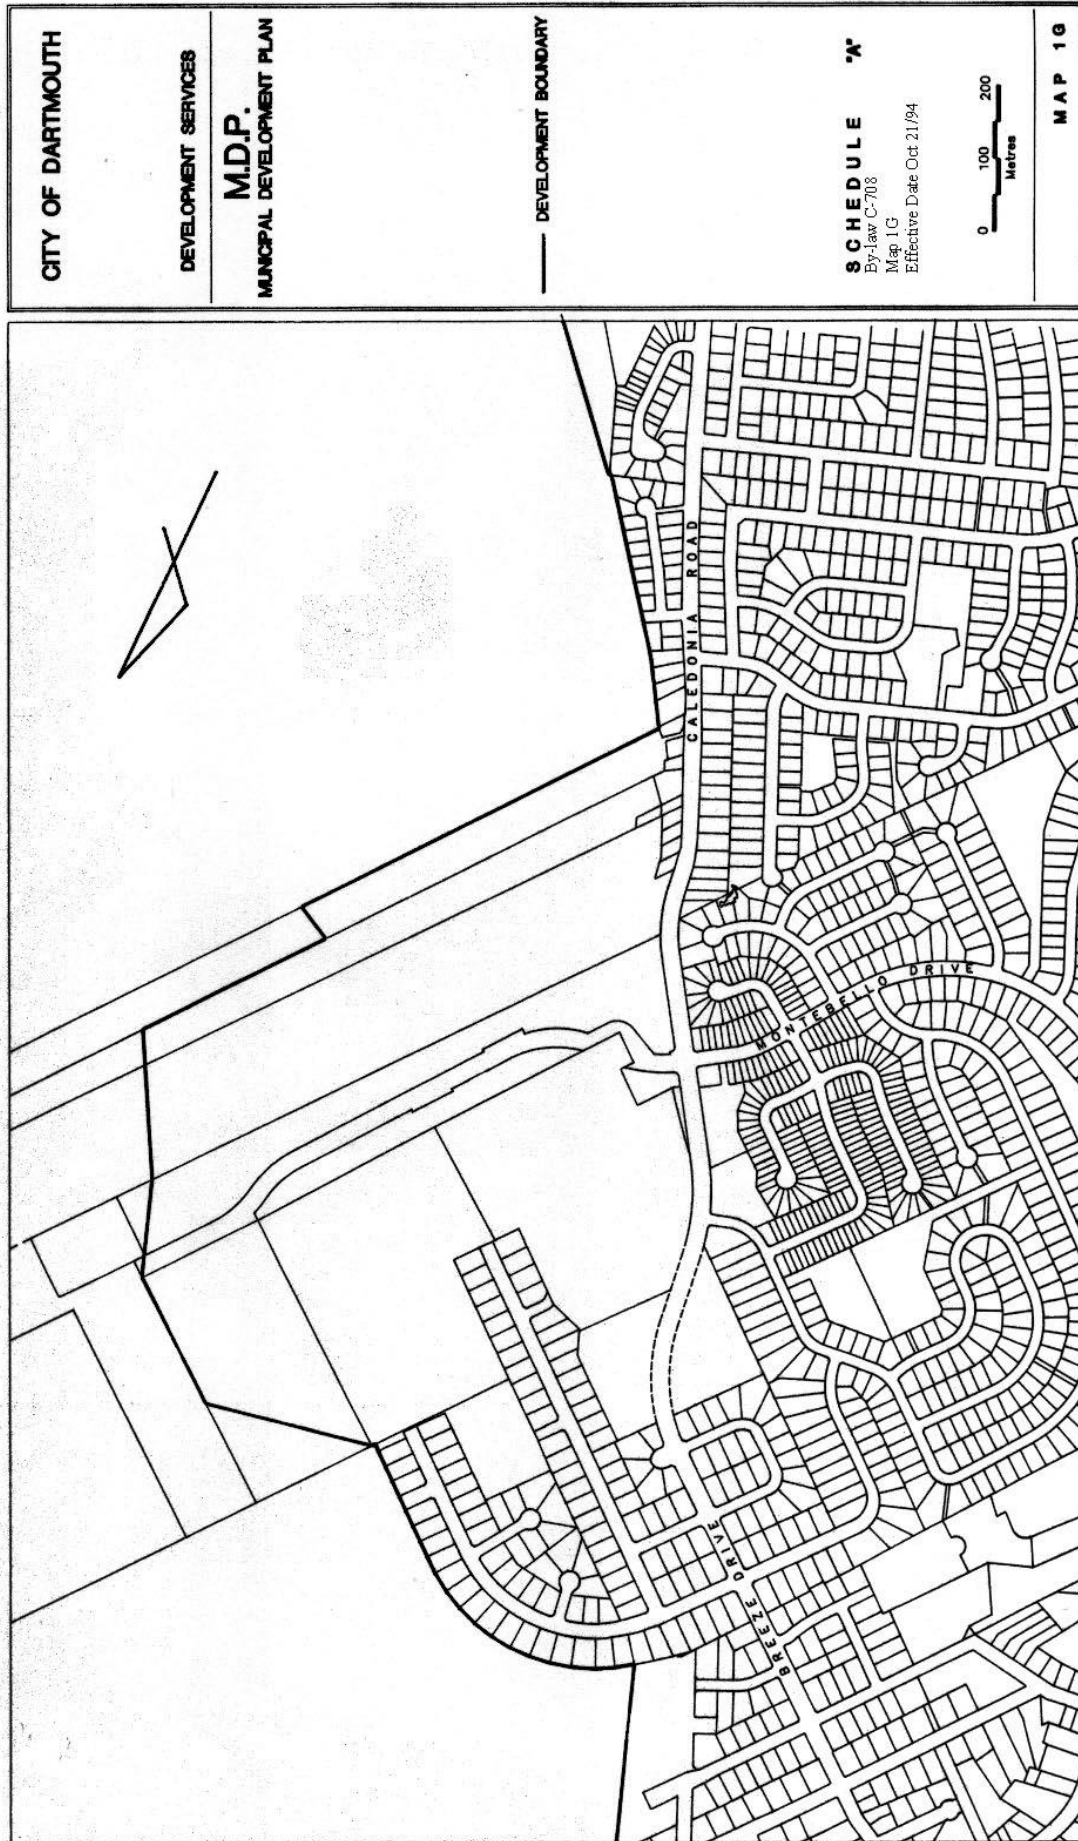 CITY OF DARTMOUTH
DEVELOPMENT SERVICES
M.D.P.
MUNICIPAL DEVELOPMENT PLAN
DEVELOPMENT BOUNDARY
SCHEDULE "A"
By-law C-708
Map 1G
Effective Date Oct 21/94
0 100 200
Metres
MAP 1G
CALEDONIA ROAD
MONTEBELLO DRIVE
BREEZE DRIVE